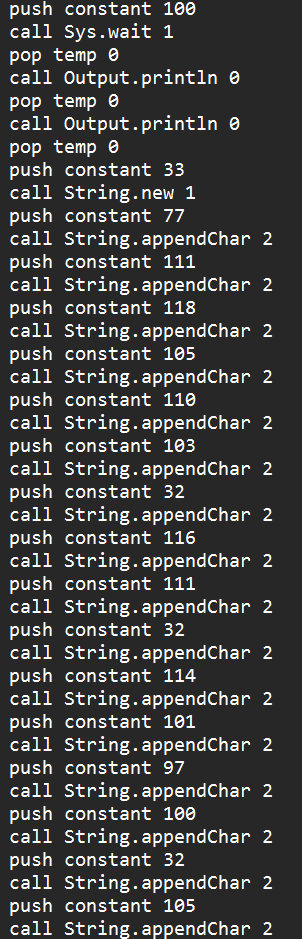 push constant 100
call Sys.wait 1
pop temp 0
call Output.println 0
pop temp 0
call Output.println 0
pop temp 0
push constant 33
call String.new 1
push constant 77
call String.appendChar 2
push constant 111
call String.appendChar 2
push constant 118
call String.appendChar 2
push constant 105
call String.appendChar 2
push constant 110
call String.appendChar 2
push constant 103
call String.appendChar 2
push constant 32
call String.appendChar 2
push constant 116
call String.appendChar 2
push constant 111
call String.appendChar 2
push constant 32
call String.appendChar 2
push constant 114
call String.appendChar 2
push constant 101
call String.appendChar 2
push constant 97
call String.appendChar 2
push constant 100
call String.appendChar 2
push constant 32
call String.appendChar 2
push constant 105
call String.appendChar 2